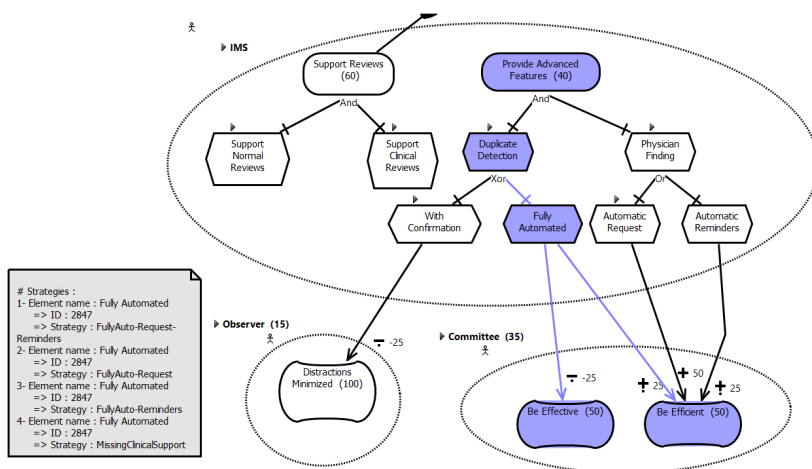 IMS
Support Reviews
(60)
Provide Advanced
Features (40)
And
And
Support
Normal
Reviews
Support
Clinical
Reviews
Duplicate
Detection
Physician
Finding
Xor
Or
With
Confirmation
Fully
Automated
Automatic
Request
Automatic
Reminders
# Strategies :
1- Element name : Fully Automated
=> ID : 2847
=> Strategy : FullyAuto-Request-
Reminders
2- Element name : Fully Automated
=> ID : 2847
=> Strategy : FullyAuto-Request
3- Element name : Fully Automated
=> ID : 2847
=> Strategy : FullyAuto-Reminders
4- Element name : Fully Automated
=> ID : 2847
=> Strategy : MissingClinicalSupport
Observer (15)
-25
Distractions
Minimized (100)
Committee (35)
-25
25
50
25
Be Effective (50)
Be Efficient (50)